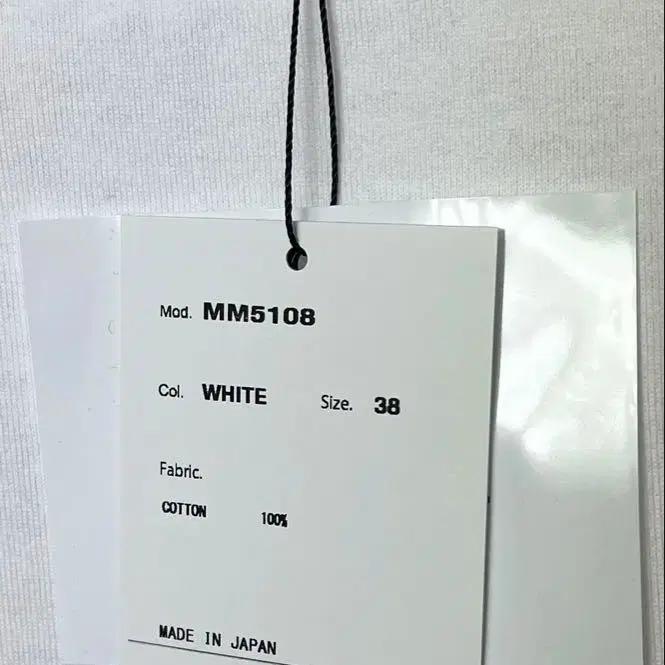 Mod. MM5108
Col. WHITE Size. 38
Fabric.
COTTON 100%
MADE IN JAPAN